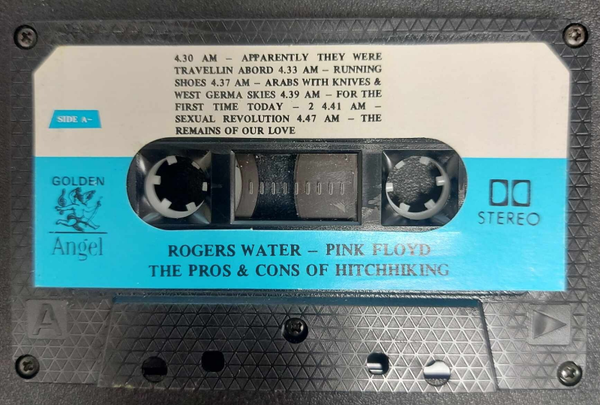 4.30 AM – APPARENTLY THEY WERE
TRAVELLIN ABORD 4.33 AM – RUNNING
SHOES 4.37 AM – ARABS WITH KNIVES &
WEST GERMA SKIES 4.39 AM – FOR THE
FIRST TIME TODAY – 2 4.41 AM –
SEXUAL REVOLUTION 4.47 AM – THE
REMAINS OF OUR LOVE
SIDE A-
GOLDEN
Angel
STEREO
ROGERS WATER – PINK FLOYD
THE PROS & CONS OF HITCHHIKING
A